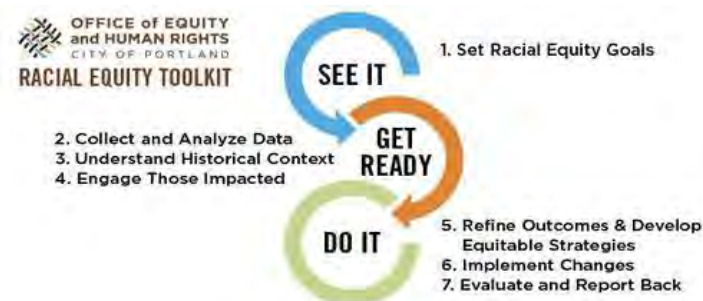 OFFICE of EQUITY
and HUMAN RIGHTS
CITY OF PORTLAND
RACIAL EQUITY TOOLKIT
SEE IT
1. Set Racial Equity Goals
GET
READY
2. Collect and Analyze Data
3. Understand Historical Context
4. Engage Those Impacted
DO IT
5. Refine Outcomes & Develop
Equitable Strategies
6. Implement Changes
7. Evaluate and Report Back